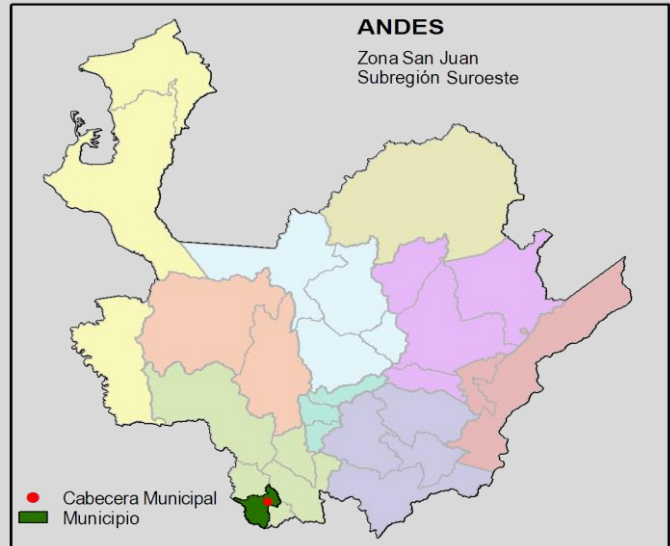 ANDES
Zona San Juan
Subregión Suroeste
Cabecera Municipal
Municipio